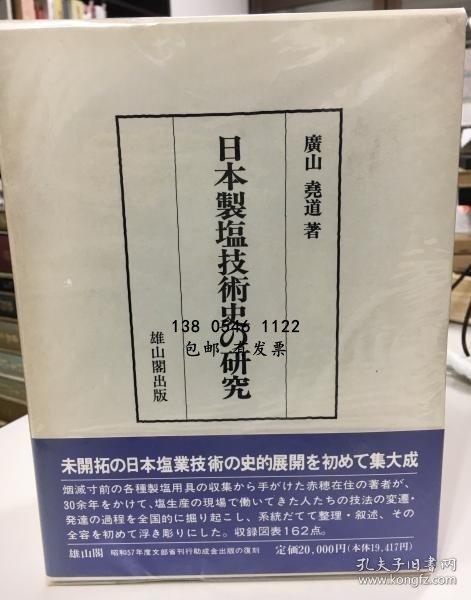 廣山 堯道 著
日本製塩技術史の研究
雄山閣出版
138 0546 1122
包邮 有发票
未開拓の日本塩業技術の史的展開を初めて集大成
煙滅寸前の各種製塩用具の収集から手がけた赤穂在住の著者が、
30余年をかけて、塩生産の現場で働いてきた人たちの技法の変遷・
発達の過程を全国的に掘り起こし、系統だてて整理・叙述、その
全容を初めて浮き彫りにした。収録図表162点。
雄山閣 昭和57年度文部省刊行助成金出版の復刻 定価20,000円(本体19,417円)
孔夫子旧书网
www.kongfz.com